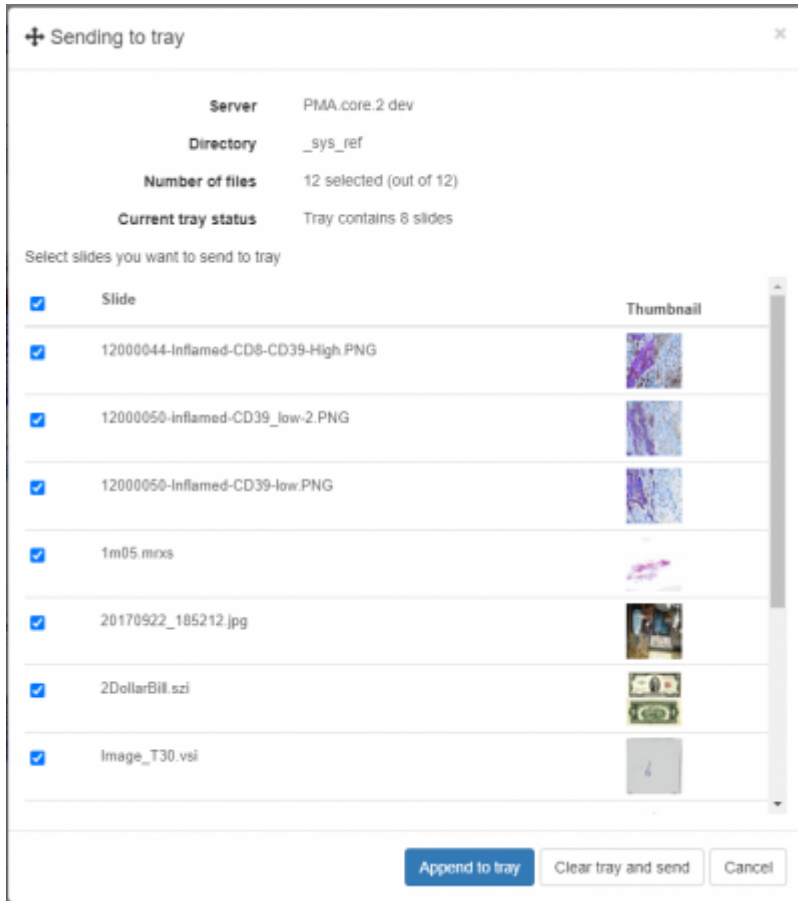 Sending to tray
×
Server PMA.core.2 dev
Directory _sys_ref
Number of files 12 selected (out of 12)
Current tray status Tray contains 8 slides
Select slides you want to send to tray
Slide Thumbnail
12000044-Inflamed-CD8-CD39-High.PNG
12000050-inflamed-CD39_low-2.PNG
12000050-Inflamed-CD39-low.PNG
1m05.mrxs
20170922_185212.jpg
2DollarBill.szi
Image_T30.vsi
Append to tray Clear tray and send Cancel